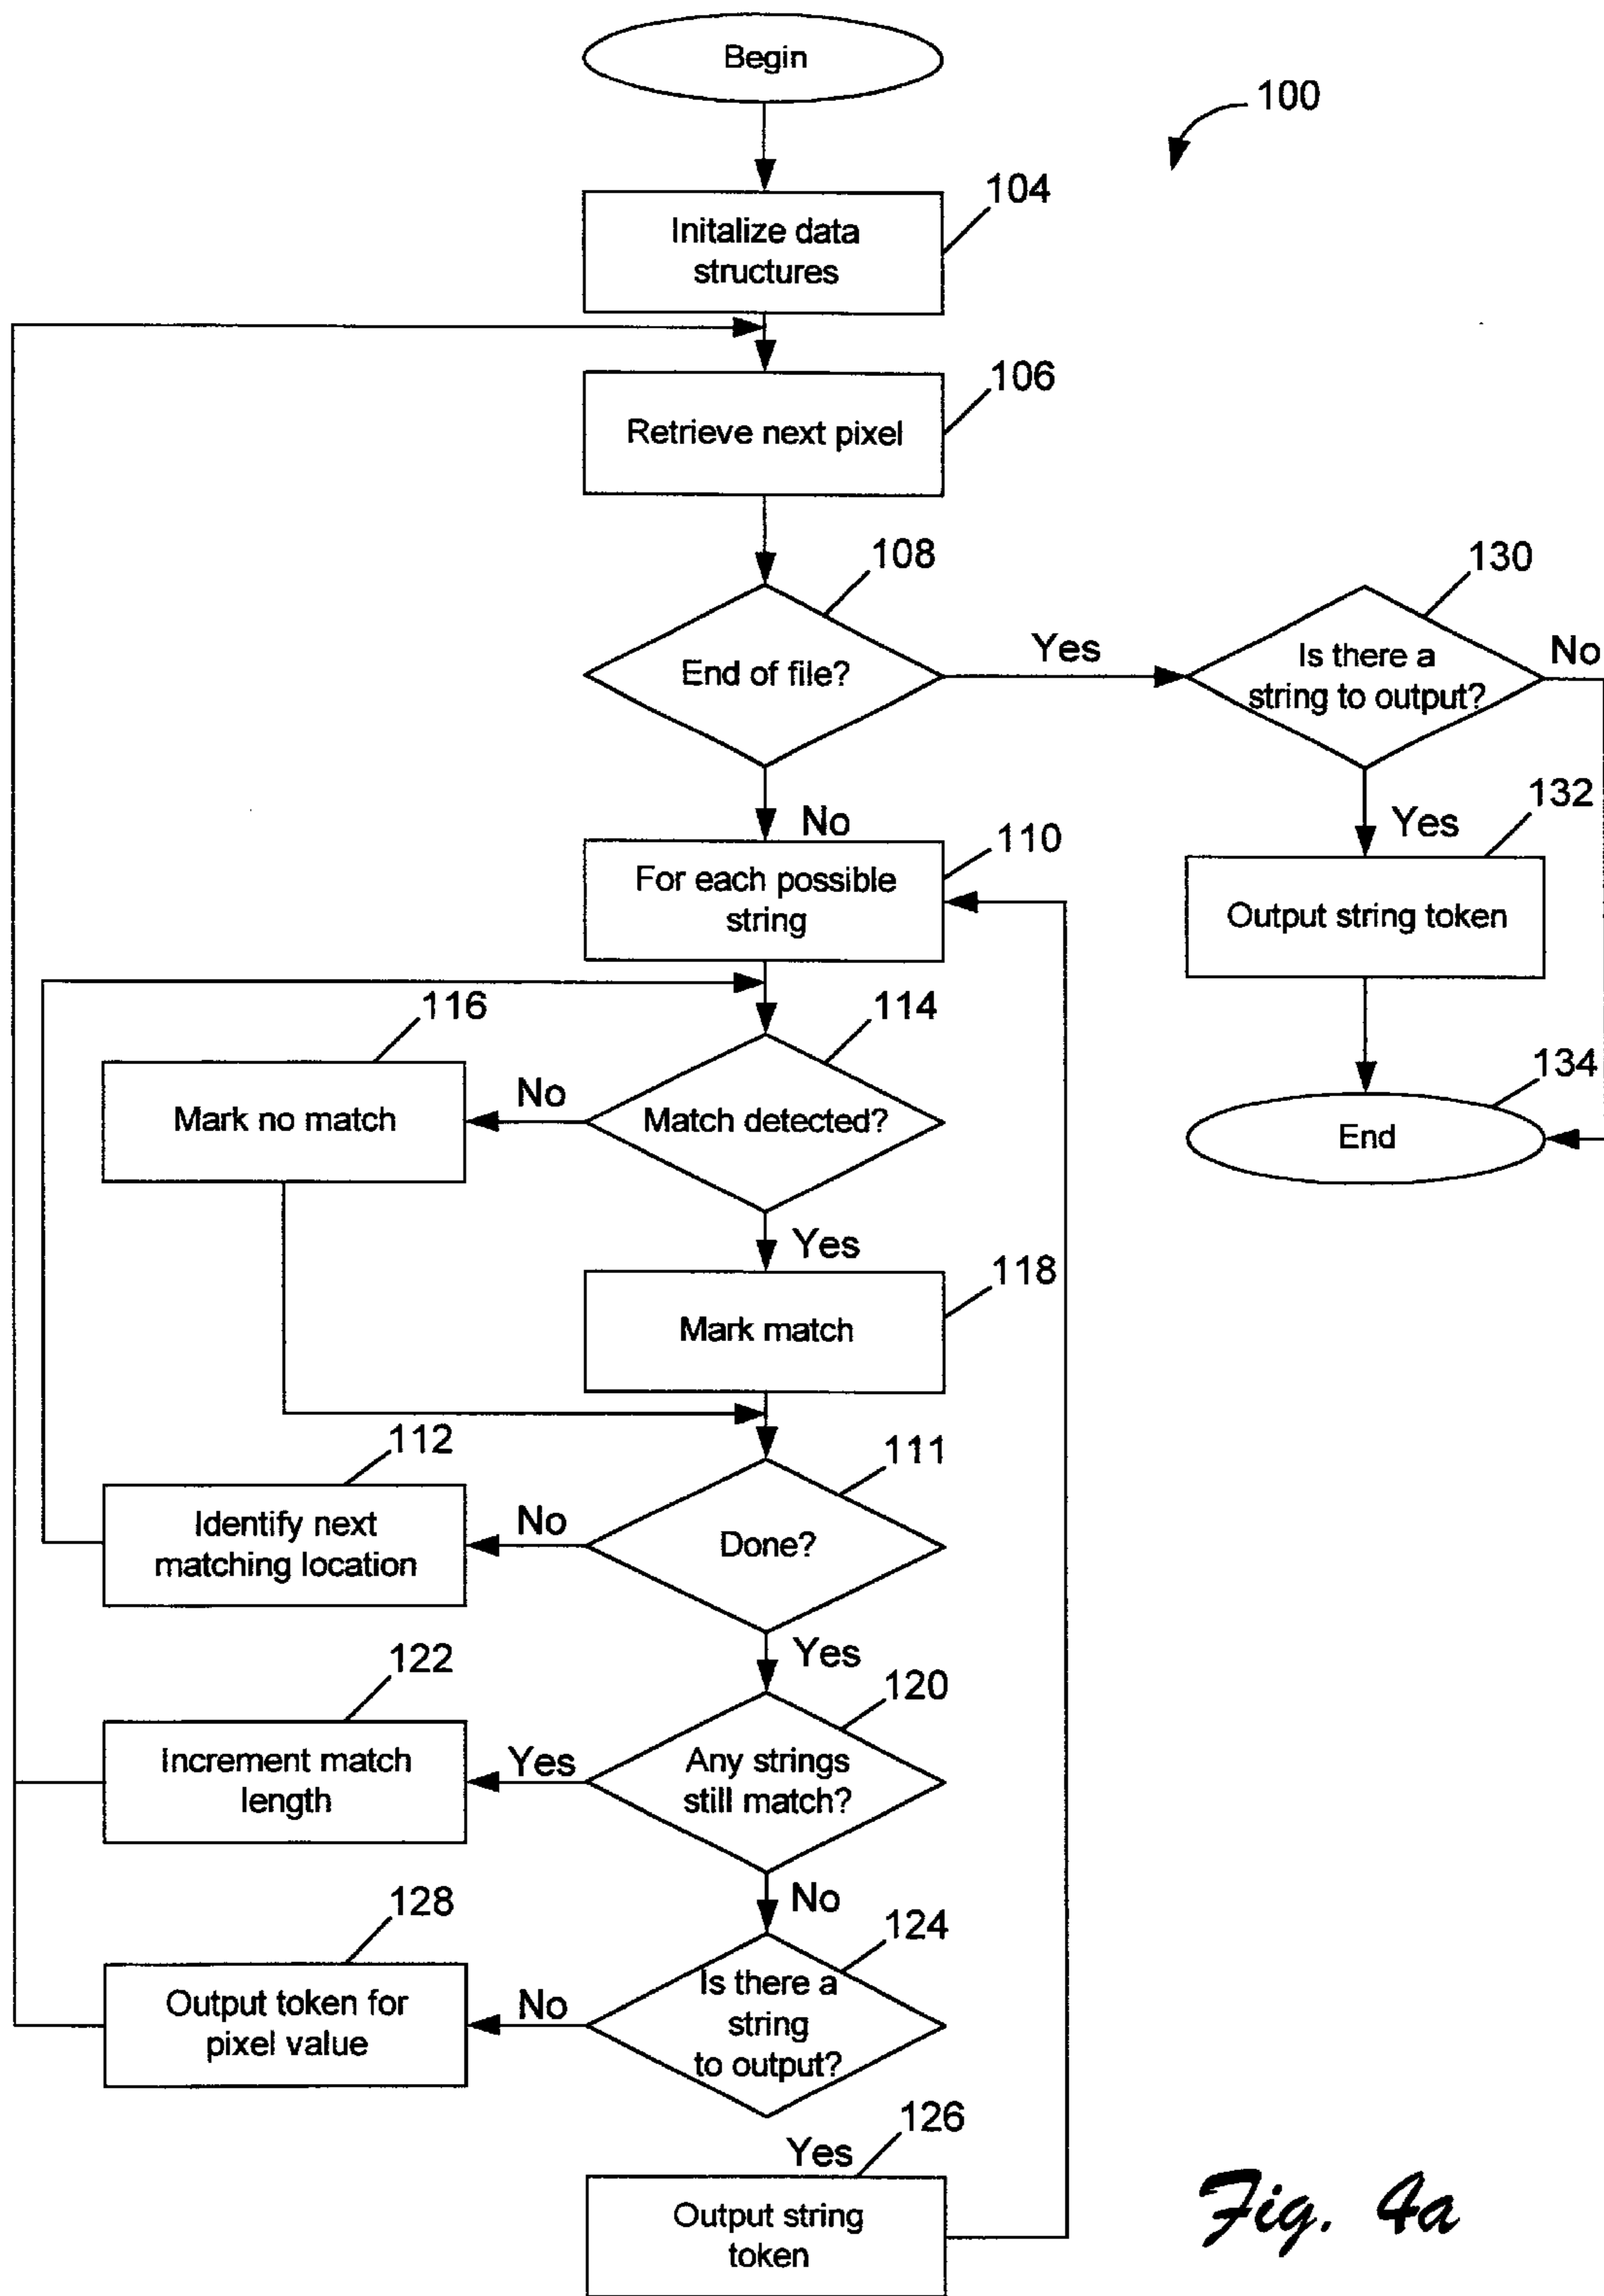 Begin
100
104
Initalize data
structures
106
Retrieve next pixel
108
End of file?
Yes
130
Is there a
string to output?
No
No
Yes
132
Output string token
110
For each possible
string
116
Mark no match
No
114
Match detected?
134
End
Yes
118
Mark match
112
Identify next
matching location
No
111
Done?
Yes
122
Increment match
length
Yes
120
Any strings
still match?
No
128
Output token for
pixel value
No
124
Is there a
string
to output?
Yes
126
Output string
token
Fig. 4a